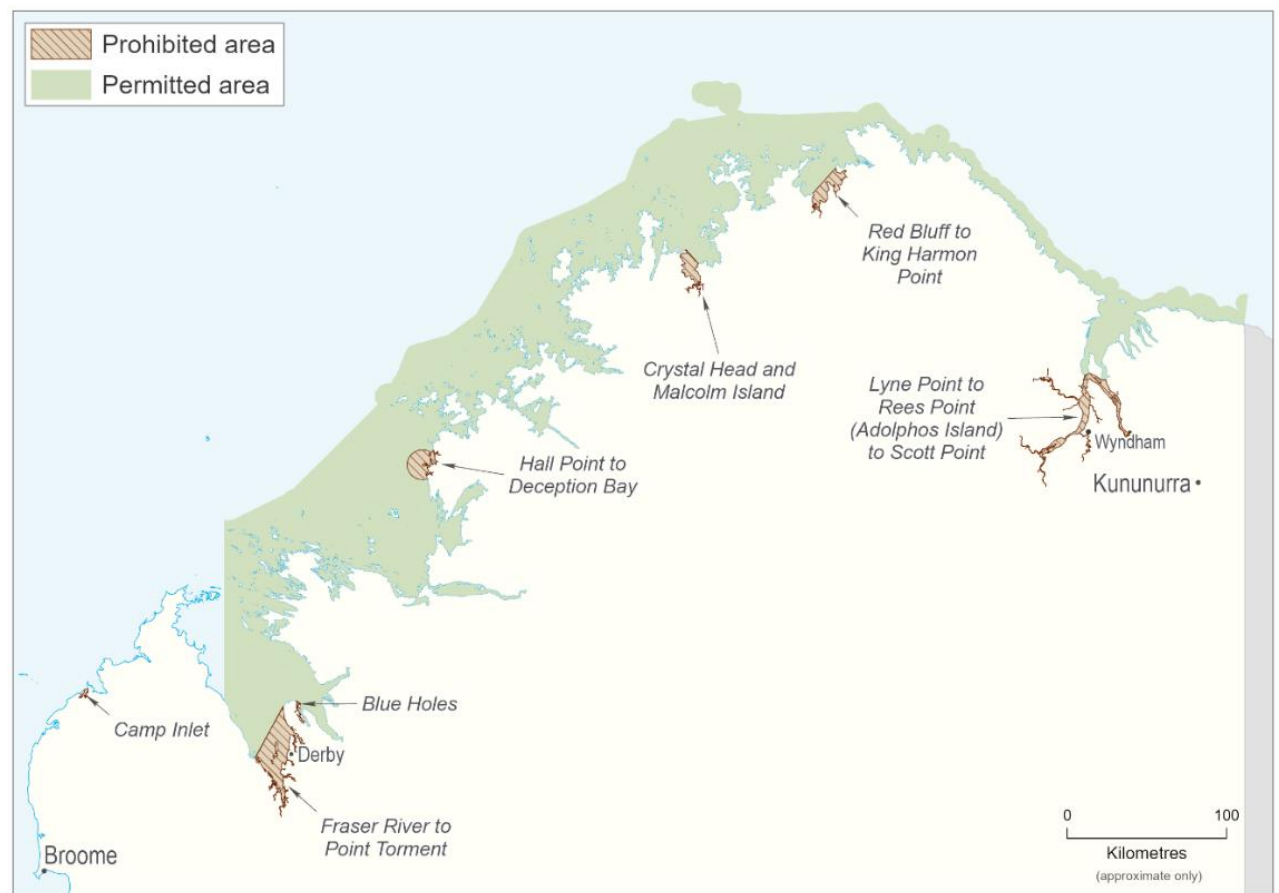 Prohibited area
Permitted area
Red Bluff to
King Harmon
Point
Crystal Head and
Malcolm Island
Lyne Point to
Rees Point
(Adolphos Island)
to Scott Point
Wyndham
Kununurra
Hall Point to
Deception Bay
Blue Holes
Camp Inlet
Derby
Fraser River to
Point Torment
Broome
0 100
Kilometres
(approximate only)